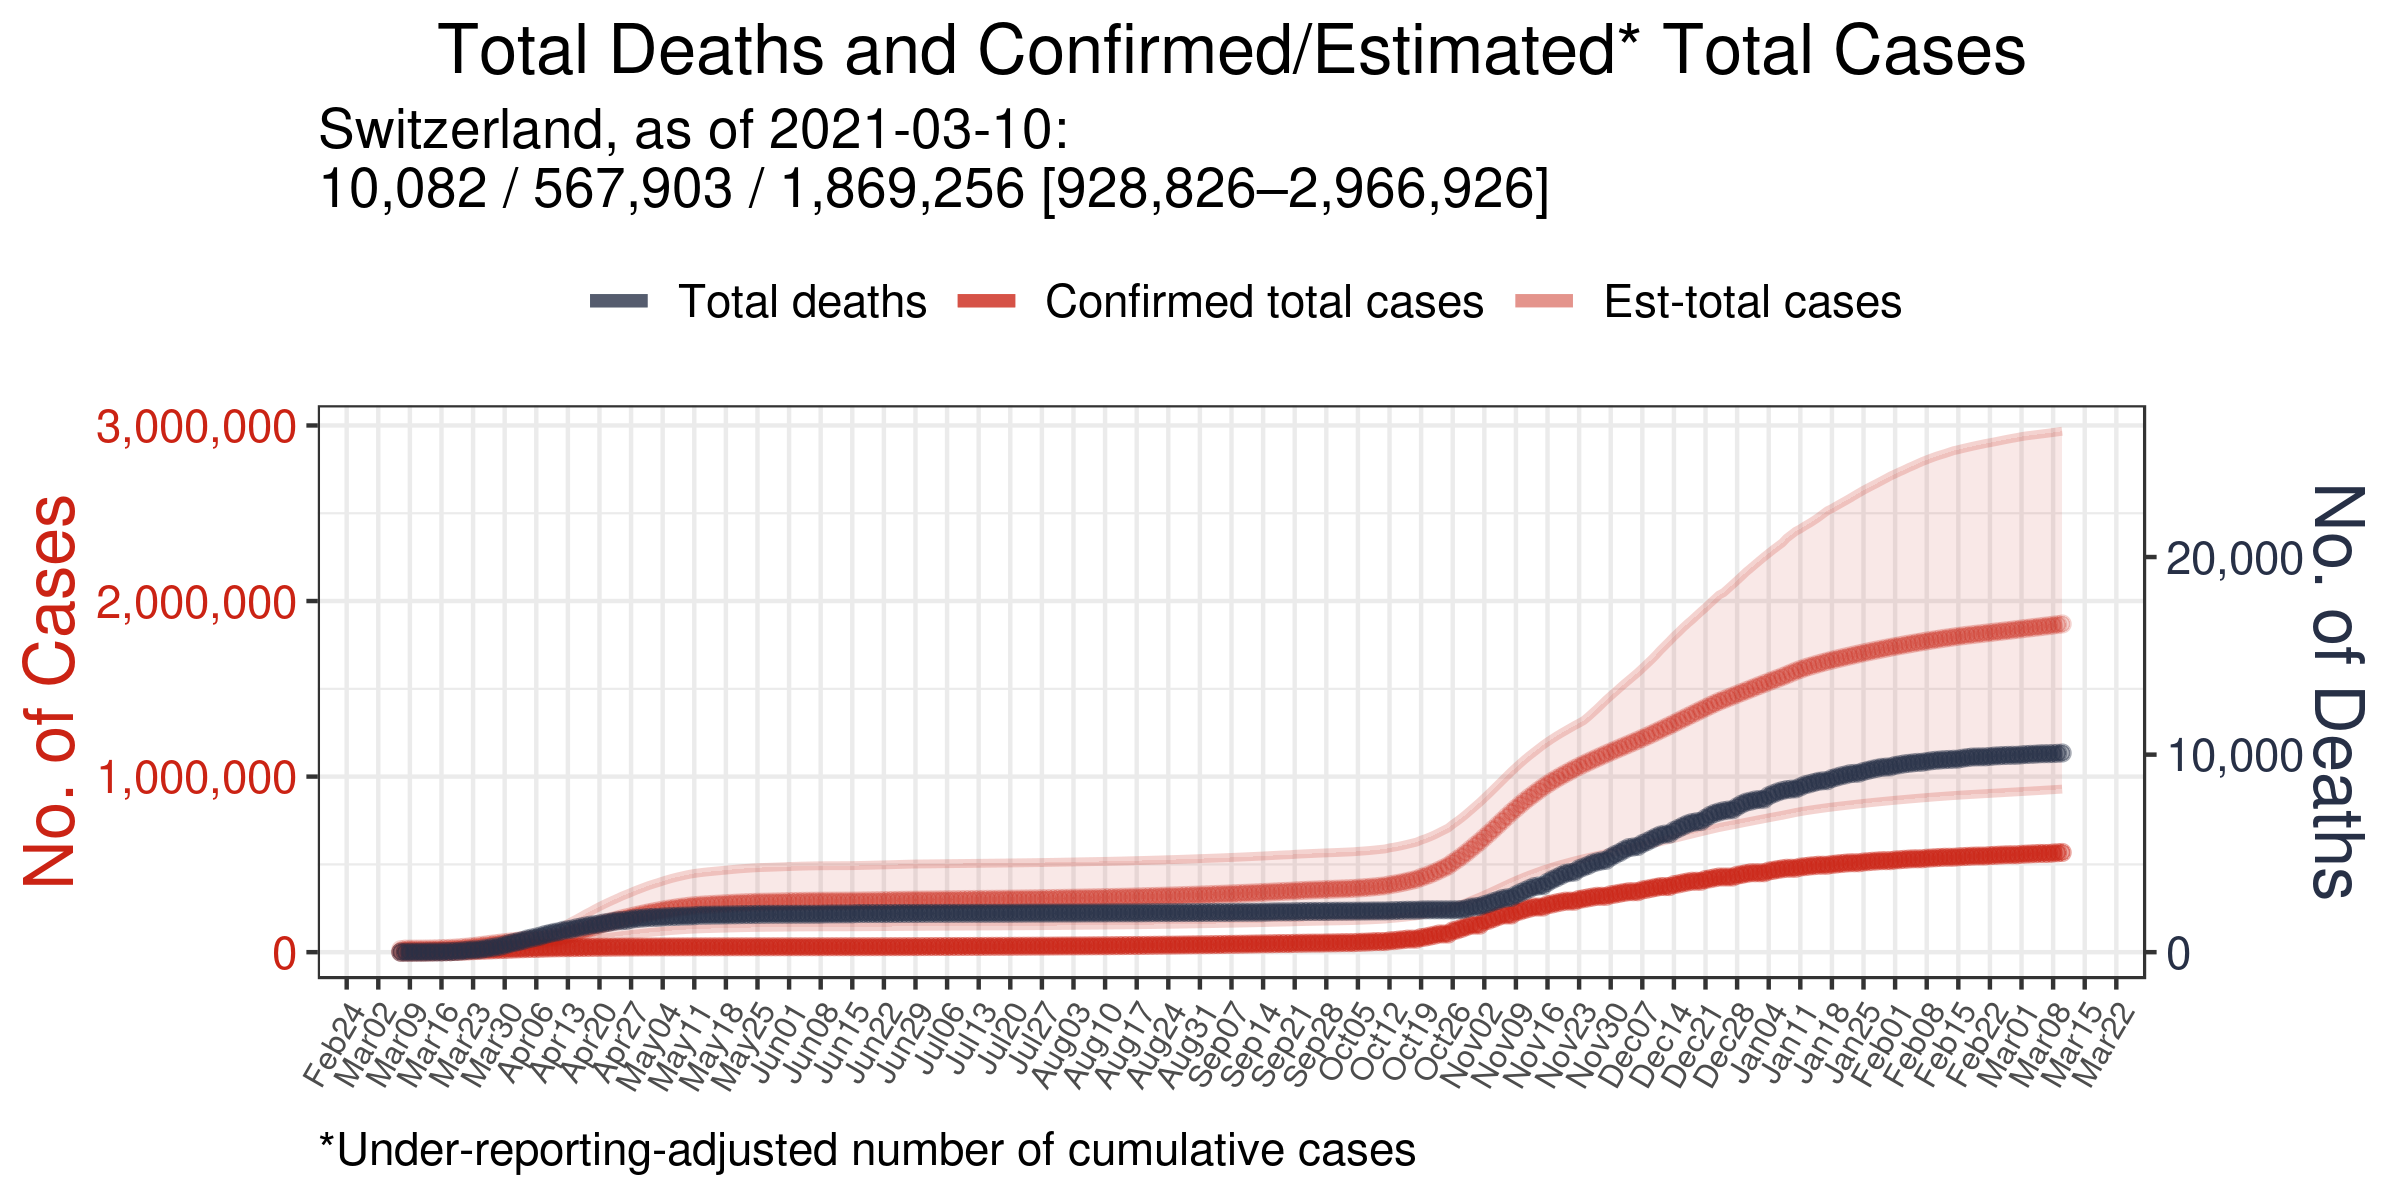 Total Deaths and Confirmed/Estimated* Total Cases
Switzerland, as of 2021-03-10:
10,082 / 567,903 / 1,869,256 [928,826–2,966,926]
Total deaths
Confirmed total cases
Est-total cases
No. of Cases
3,000,000
2,000,000
1,000,000
0
20,000
10,000
0
No. of Deaths
Feb24
Mar02
Mar09
Mar16
Mar23
Mar30
Apr06
Apr13
Apr20
Apr27
May04
May11
May18
May25
Jun01
Jun08
Jun15
Jun22
Jun29
Jul06
Jul13
Jul20
Jul27
Aug03
Aug10
Aug17
Aug24
Aug31
Sep07
Sep14
Sep21
Sep28
Oct05
Oct12
Oct19
Oct26
Nov02
Nov09
Nov16
Nov23
Nov30
Dec07
Dec14
Dec21
Dec28
Jan04
Jan11
Jan18
Jan25
Feb01
Feb08
Feb15
Feb22
Mar01
Mar08
Mar15
Mar22
*Under-reporting-adjusted number of cumulative cases